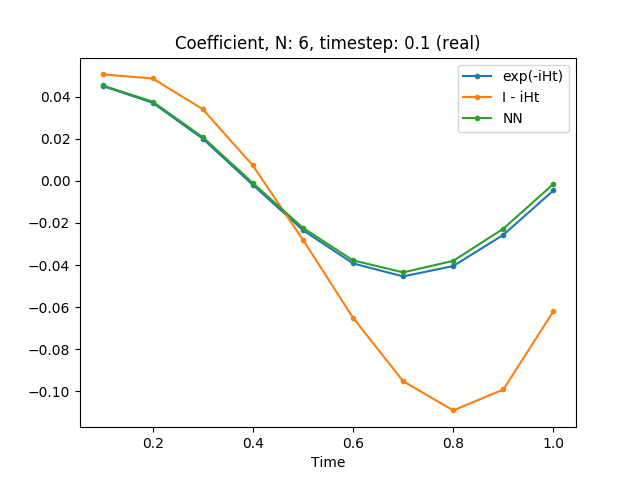 Coefficient, N: 6, timestep: 0.1 (real)
exp(-iHt)
I - iHt
NN
0.04
0.02
0.00
−0.02
−0.04
−0.06
−0.08
−0.10
0.2 0.4 0.6 0.8 1.0
Time